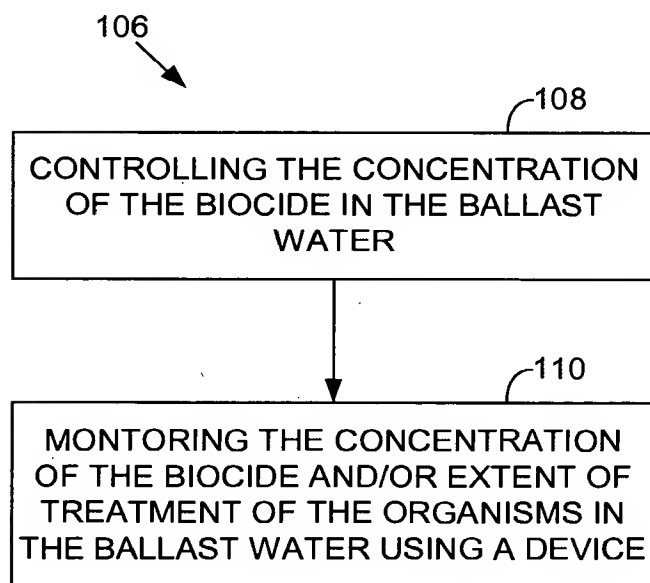 106
108
CONTROLLING THE CONCENTRATION
OF THE BIOCIDE IN THE BALLAST
WATER
110
MONTORING THE CONCENTRATION
OF THE BIOCIDE AND/OR EXTENT OF
TREATMENT OF THE ORGANISMS IN
THE BALLAST WATER USING A DEVICE